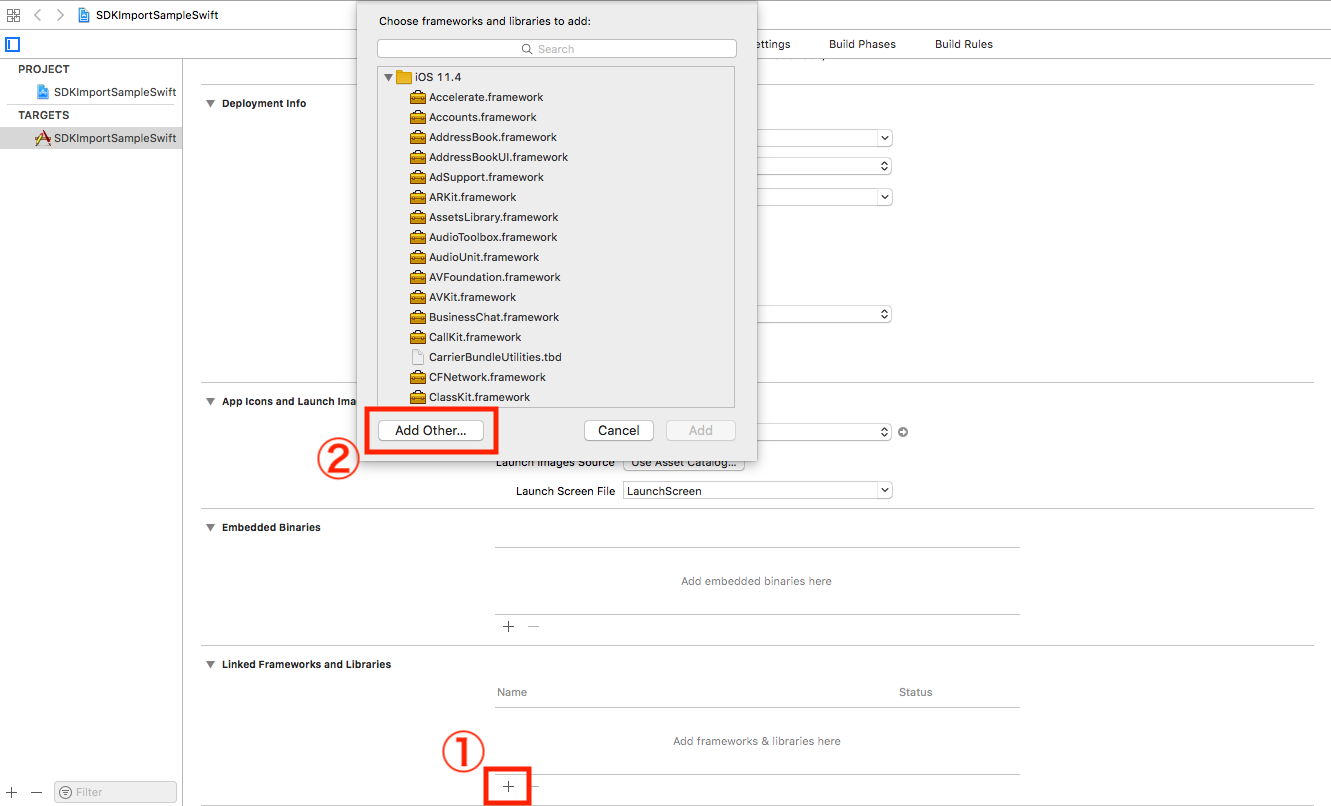 SDKImportSampleSwift
Choose frameworks and libraries to add:
Search
ettings
Build Phases
Build Rules
PROJECT
SDKImportSampleSwift
TARGETS
SDKImportSampleSwift
Deployment Info
iOS 11.4
Accelerate.framework
Accounts.framework
AddressBook.framework
AddressBookUI.framework
AdSupport.framework
ARKit.framework
AssetsLibrary.framework
AudioToolbox.framework
AudioUnit.framework
AVFoundation.framework
AVKit.framework
BusinessChat.framework
CallKit.framework
CarrierBundleUtilities.tbd
CFNetwork.framework
ClassKit.framework
App Icons and Launch Ima
Add Other...
Cancel
Add
②
Launch Images Source
Use Asset Catalog...
Launch Screen File
LaunchScreen
Embedded Binaries
Add embedded binaries here
Linked Frameworks and Libraries
Name
Status
Add frameworks & libraries here
①
Filter